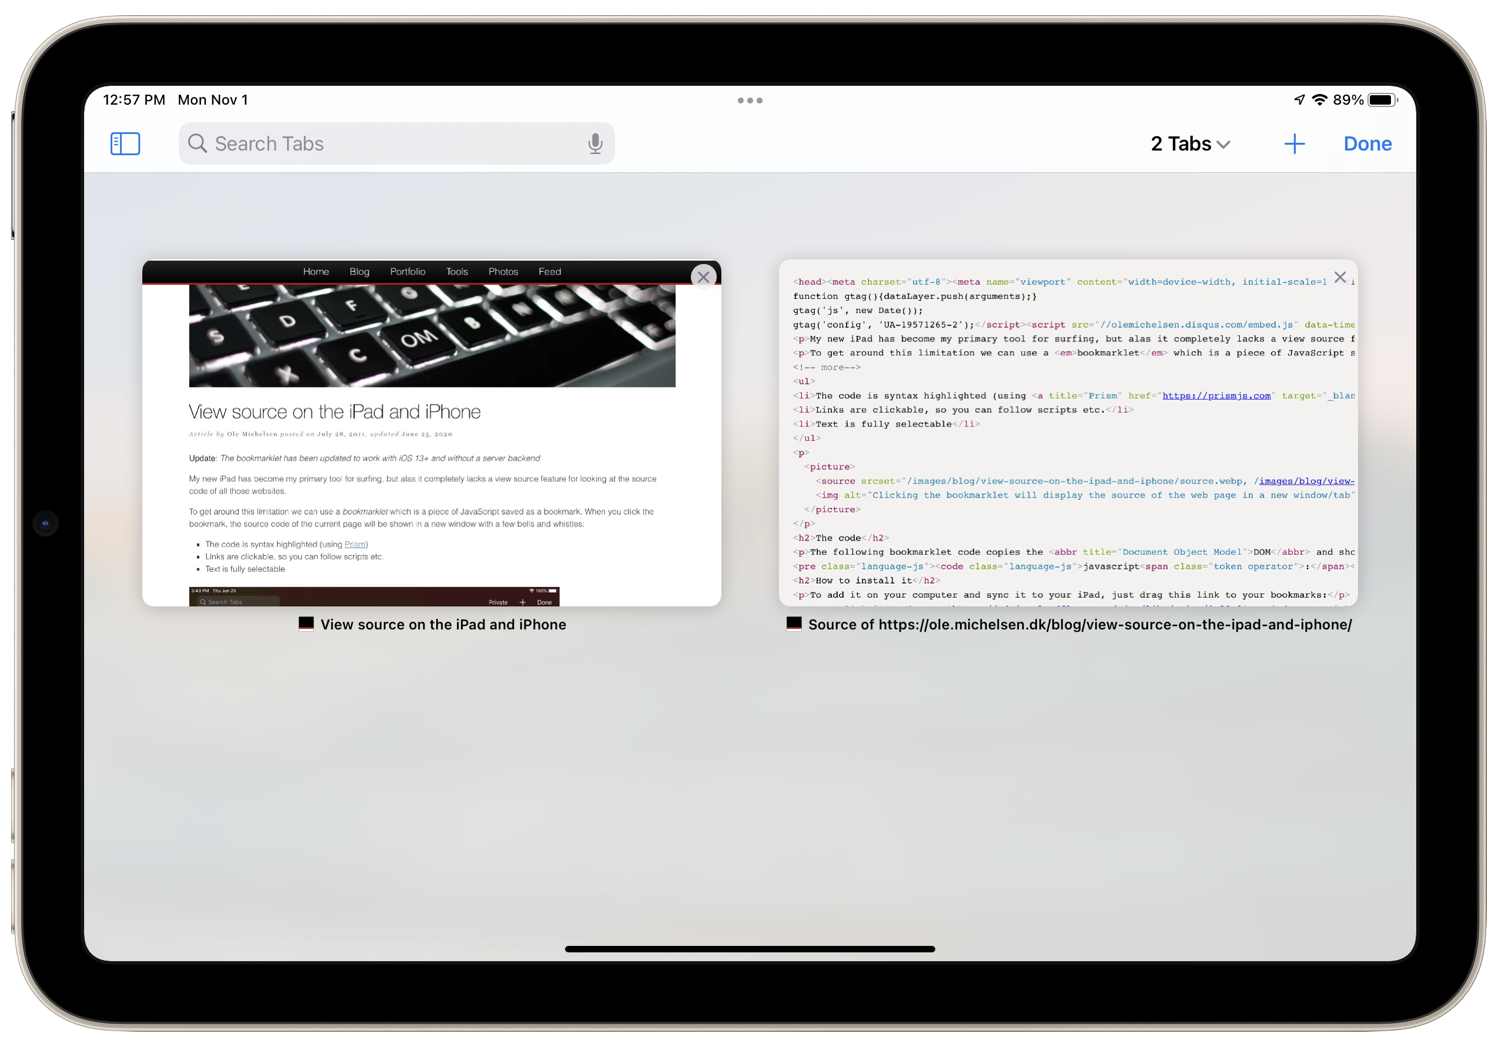 12:57 PM Mon Nov 1
89%
Search Tabs
2 Tabs
Done
Home Blog Portfolio Tools Photos Feed
E F G H
S D
C OM B N
X
View source on the iPad and iPhone
Article by Ole Michelsen posted on July 28, 2011, updated June 25, 2020
Update: The bookmarklet has been updated to work with iOS 13+ and without a server backend
My new iPad has become my primary tool for surfing, but alas it completely lacks a view source feature for looking at the source
code of all those websites.
To get around this limitation we can use a bookmarklet which is a piece of JavaScript saved as a bookmark. When you click the
bookmark, the source code of the current page will be shown in a new window with a few bells and whistles:
The code is syntax highlighted (using Prism)
Links are clickable, so you can follow scripts etc.
Text is fully selectable
3:43 PM Thu Jun 25
100%
Search Tabs
Private + Done
View source on the iPad and iPhone
<head><meta charset="utf-8"><meta name="viewport" content="width=device-width, initial-scale=1
function gtag(){dataLayer.push(arguments);}
gtag('js', new Date());
gtag('config', 'UA-19571265-2');</script><script src="//olemichelsen.disqus.com/embed.js" data-time
<p>My new iPad has become my primary tool for surfing, but alas it completely lacks a view source f
<p>To get around this limitation we can use a <em>bookmarklet</em> which is a piece of JavaScript s
<!-- more-->
<ul>
<li>The code is syntax highlighted (using <a title="Prism" href="https://prismjs.com" target="_blan
<li>Links are clickable, so you can follow scripts etc.</li>
<li>Text is fully selectable</li>
</ul>
<p>
<picture>
<source srcset="/images/blog/view-source-on-the-ipad-and-iphone/source.webp, /images/blog/view-
<img alt="Clicking the bookmarklet will display the source of the web page in a new window/tab"
</picture>
</p>
<h2>The code</h2>
<p>The following bookmarklet code copies the <abbr title="Document Object Model">DOM</abbr> and sho
<pre class="language-js"><code class="language-js">javascript<span class="token operator">:</span><
<h2>How to install it</h2>
<p>To add it on your computer and sync it to your iPad, just drag this link to your bookmarks:</p>
Source of https://ole.michelsen.dk/blog/view-source-on-the-ipad-and-iphone/